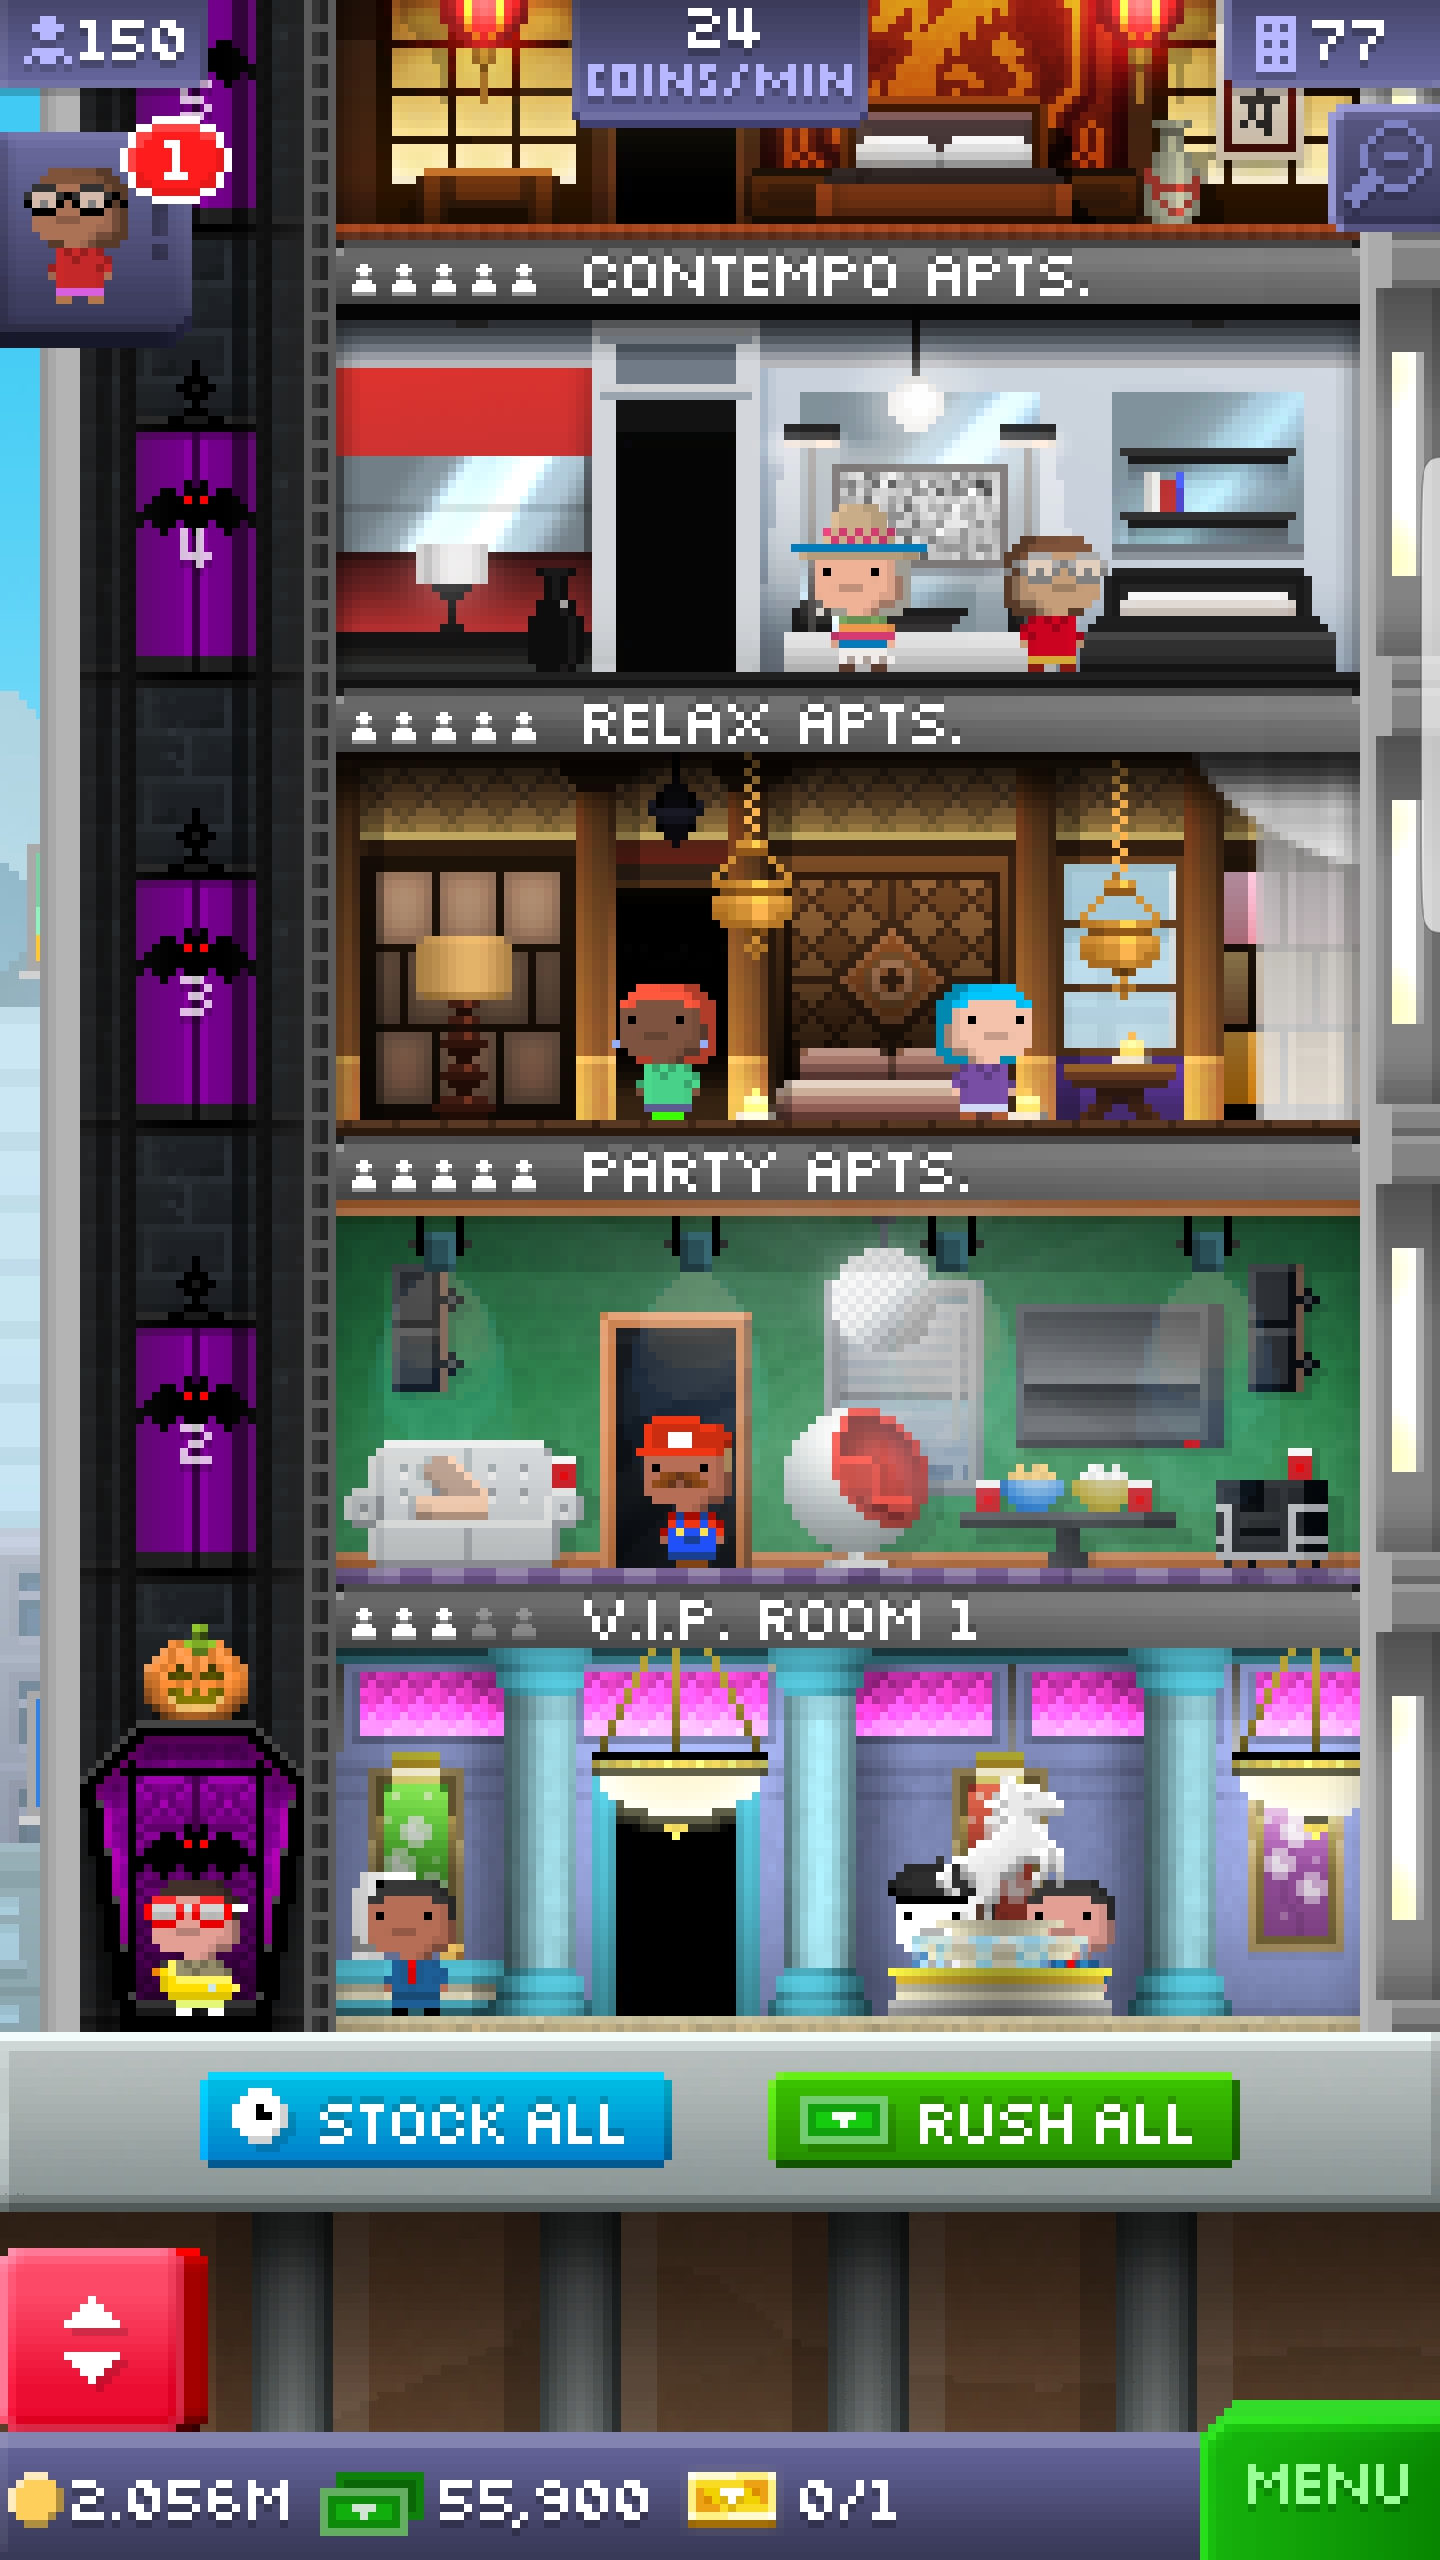 150
24
COINS/MIN
77
5
1
CONTEMPO APTS.
4
RELAX APTS.
3
PARTY APTS.
2
V.I.P. ROOM 1
STOCK ALL
RUSH ALL
2.056M
55,900
0/1
MENU